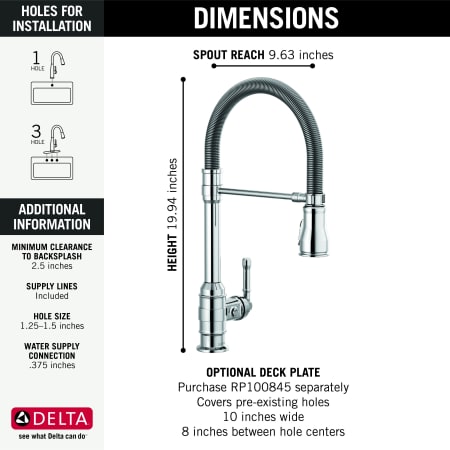 HOLES FOR
INSTALLATION
1
HOLE
3
HOLE
ADDITIONAL
INFORMATION
MINIMUM CLEARANCE
TO BACKSPLASH
2.5 inches
SUPPLY LINES
Included
HOLE SIZE
1.25–1.5 inches
WATER SUPPLY
CONNECTION
.375 inches
DELTA
see what Delta can do
DIMENSIONS
SPOUT REACH 9.63 inches
HEIGHT 19.94 inches
OPTIONAL DECK PLATE
Purchase RP100845 separately
Covers pre-existing holes
10 inches wide
8 inches between hole centers